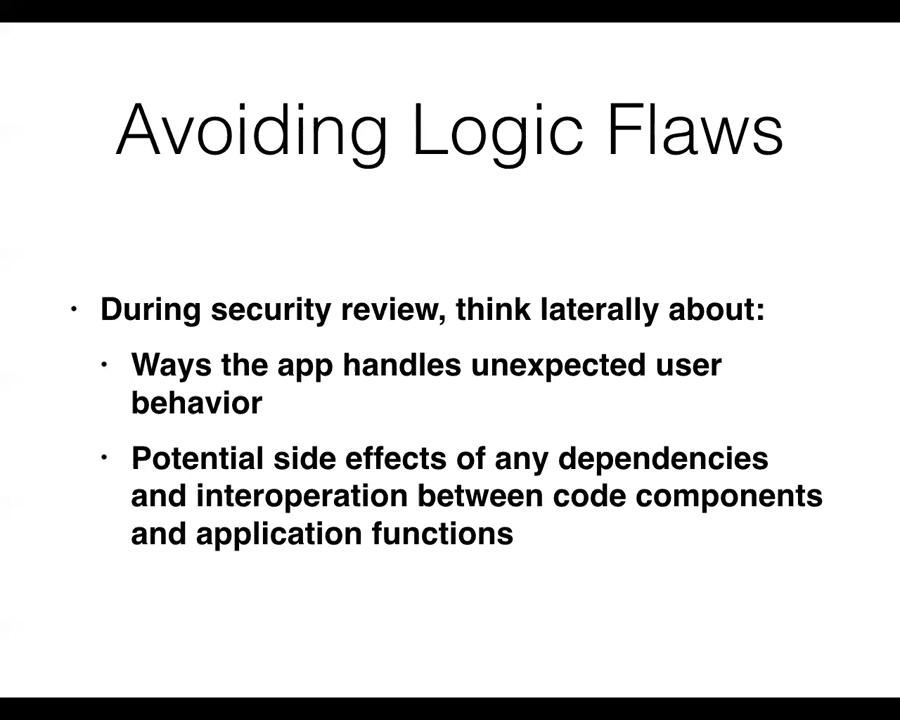 Avoiding Logic Flaws
• During security review, think laterally about:
• Ways the app handles unexpected user
behavior
• Potential side effects of any dependencies
and interoperation between code components
and application functions